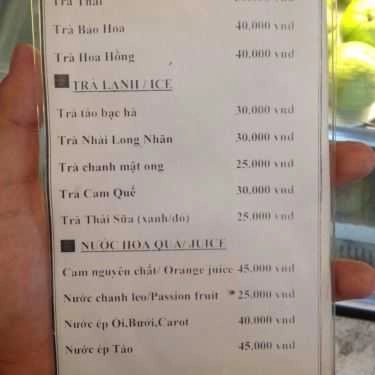 Trà Thái
Trà Bảo Hoa 40.000 vnd
Trà Hoa Hồng 40.000 vnd
TRÀ LẠNH / ICE
Trà táo bạc hà 30.000 vnd
Trà Nhài Long Nhãn 30.000 vnd
Trà chanh mật ong 25.000 vnd
Trà Cam Quế 30.000 vnd
Trà Thái Sữa (xanh/đỏ) 25.000 vnd
NƯỚC HOA QUẢ/ JUICE
Cam nguyên chất/ Orange juice 45.000 vnd
Nước chanh leo/Passion fruit 25.000 vnd
Nước ép Ổi,Bưởi,Carot 40.000 vnd
Nước ép Táo 45.000 vnd